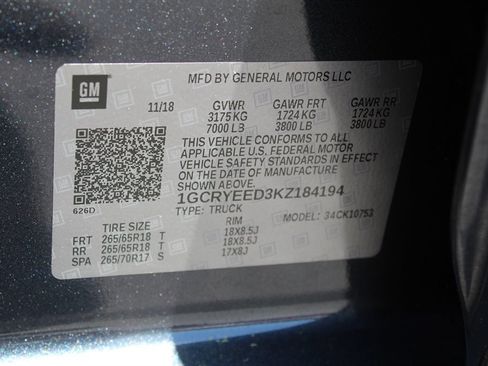 GM
MFD BY GENERAL MOTORS LLC
11/18 GVWR GAWR FRT GAWR RR
3175 KG 1724 KG 1724 KG
7000 LB 3800 LB 3800 LB
THIS VEHICLE CONFORMS TO ALL
APPLICABLE U.S. FEDERAL MOTOR
VEHICLE SAFETY STANDARDS IN EFFECT
ON THE DATE OF MANUFACTURE
SHOWN ABOVE.
1GCRYEED3KZ184194
626D
TYPE: TRUCK MODEL: 34CK10753
TIRE SIZE RIM
FRT 265/65R18 T 18X8.5J
RR 265/65R18 T 18X8.5J
SPA 265/70R17 S 17X8J